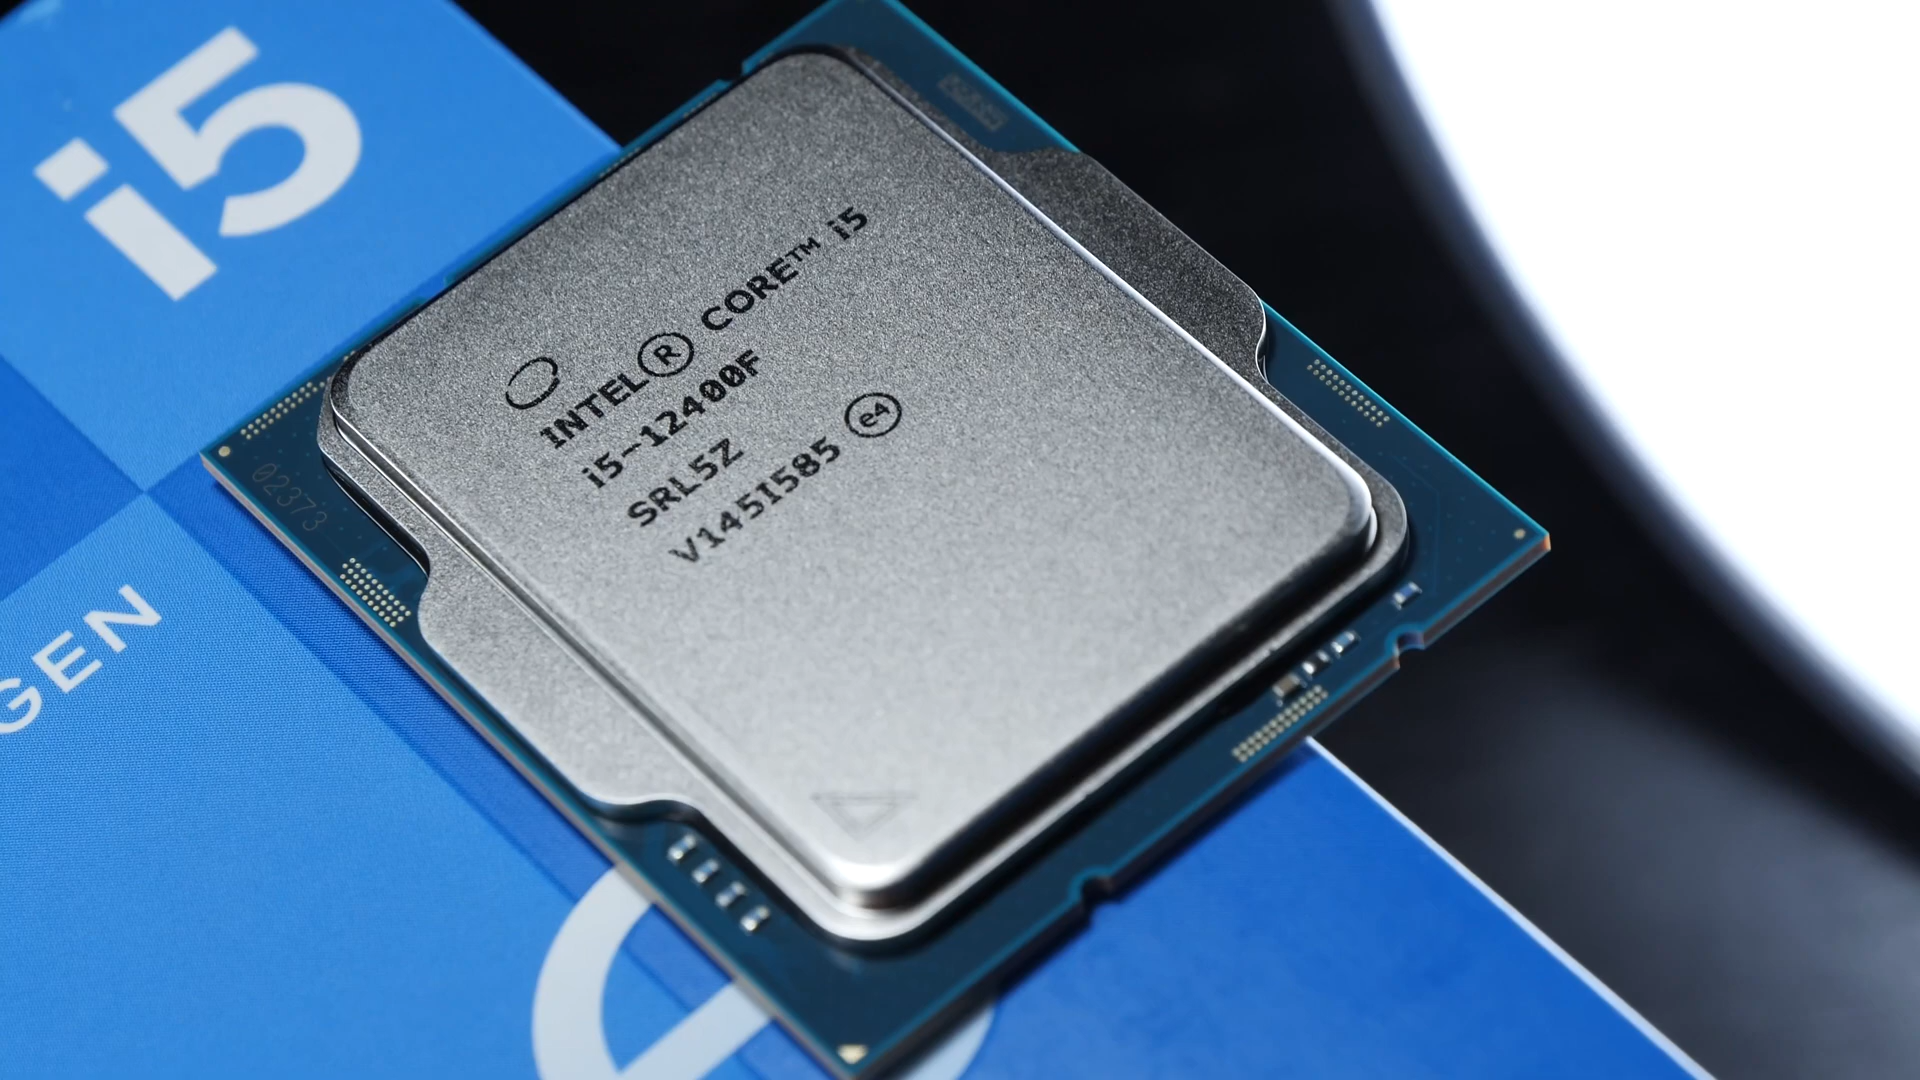 i5
GEN
INTEL® CORE™ i5
i5-12400F
SRL5Z
V145I585 e4
02373